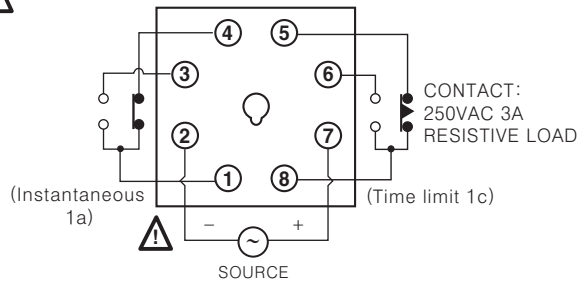 4 5
3 6
CONTACT:
250VAC 3A
RESISTIVE LOAD
2 7
1 8
(Instantaneous
1a)
(Time limit 1c)
! − ~ +
SOURCE